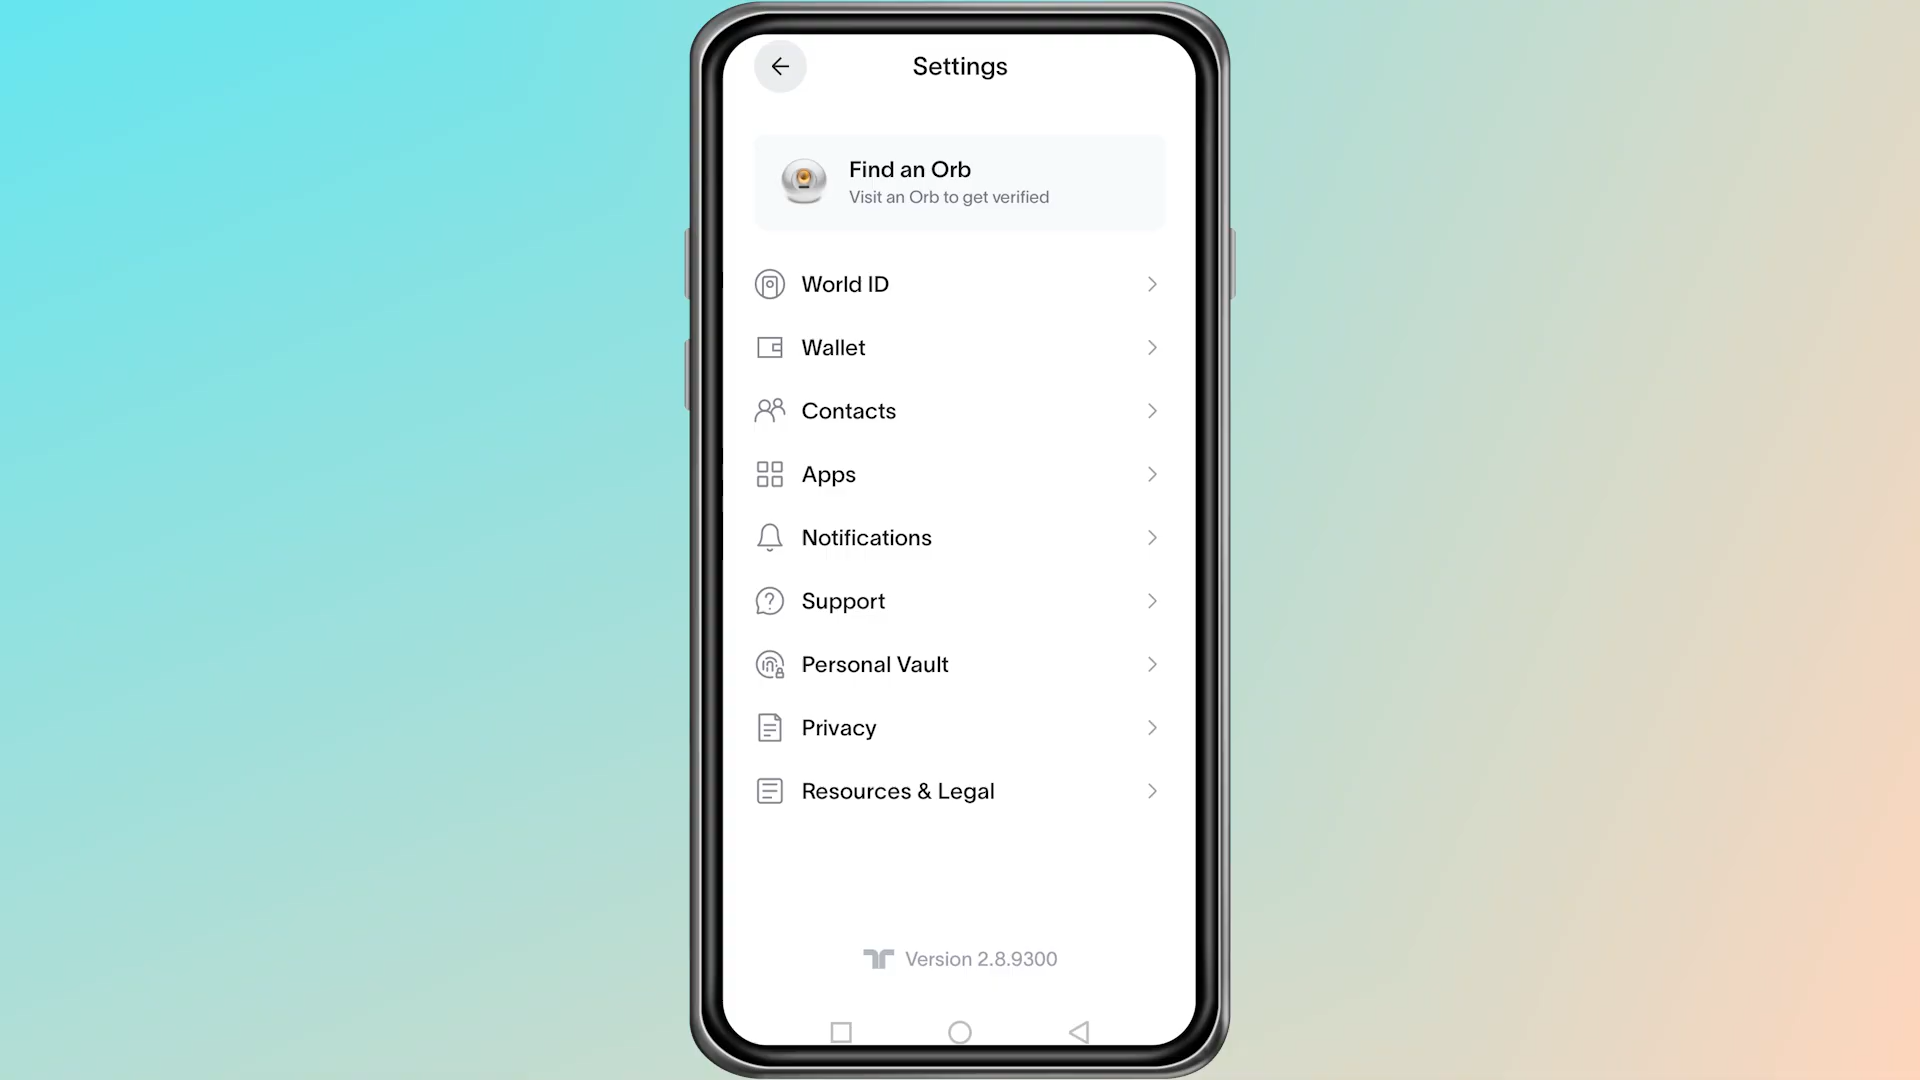 Settings
Find an Orb
Visit an Orb to get verified
World ID
Wallet
Contacts
Apps
Notifications
Support
Personal Vault
Privacy
Resources & Legal
Version 2.8.9300